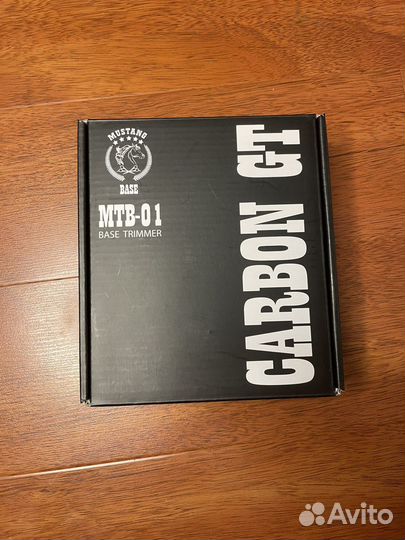 MUSTANG
BASE
MTB-01
BASE TRIMMER
CARBON GT
Avito